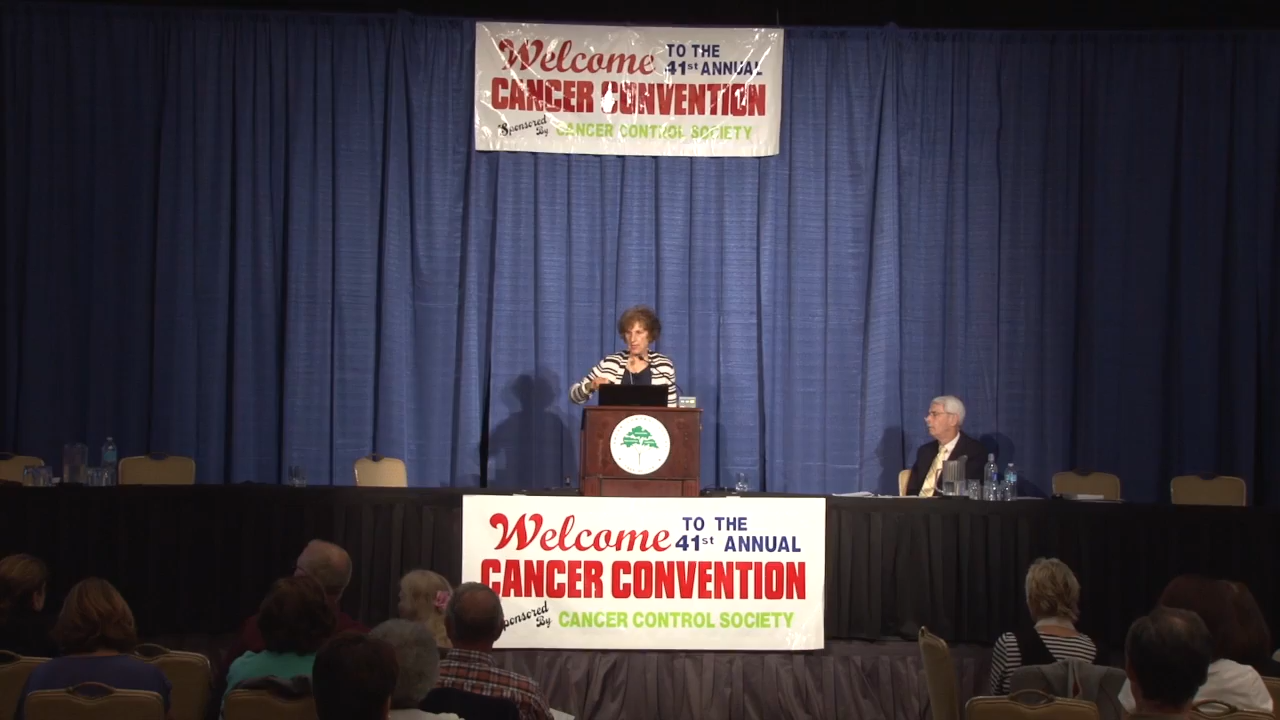 Welcome TO THE
41st ANNUAL
CANCER CONVENTION
Sponsored By CANCER CONTROL SOCIETY
Welcome TO THE
41st ANNUAL
CANCER CONVENTION
Sponsored By CANCER CONTROL SOCIETY